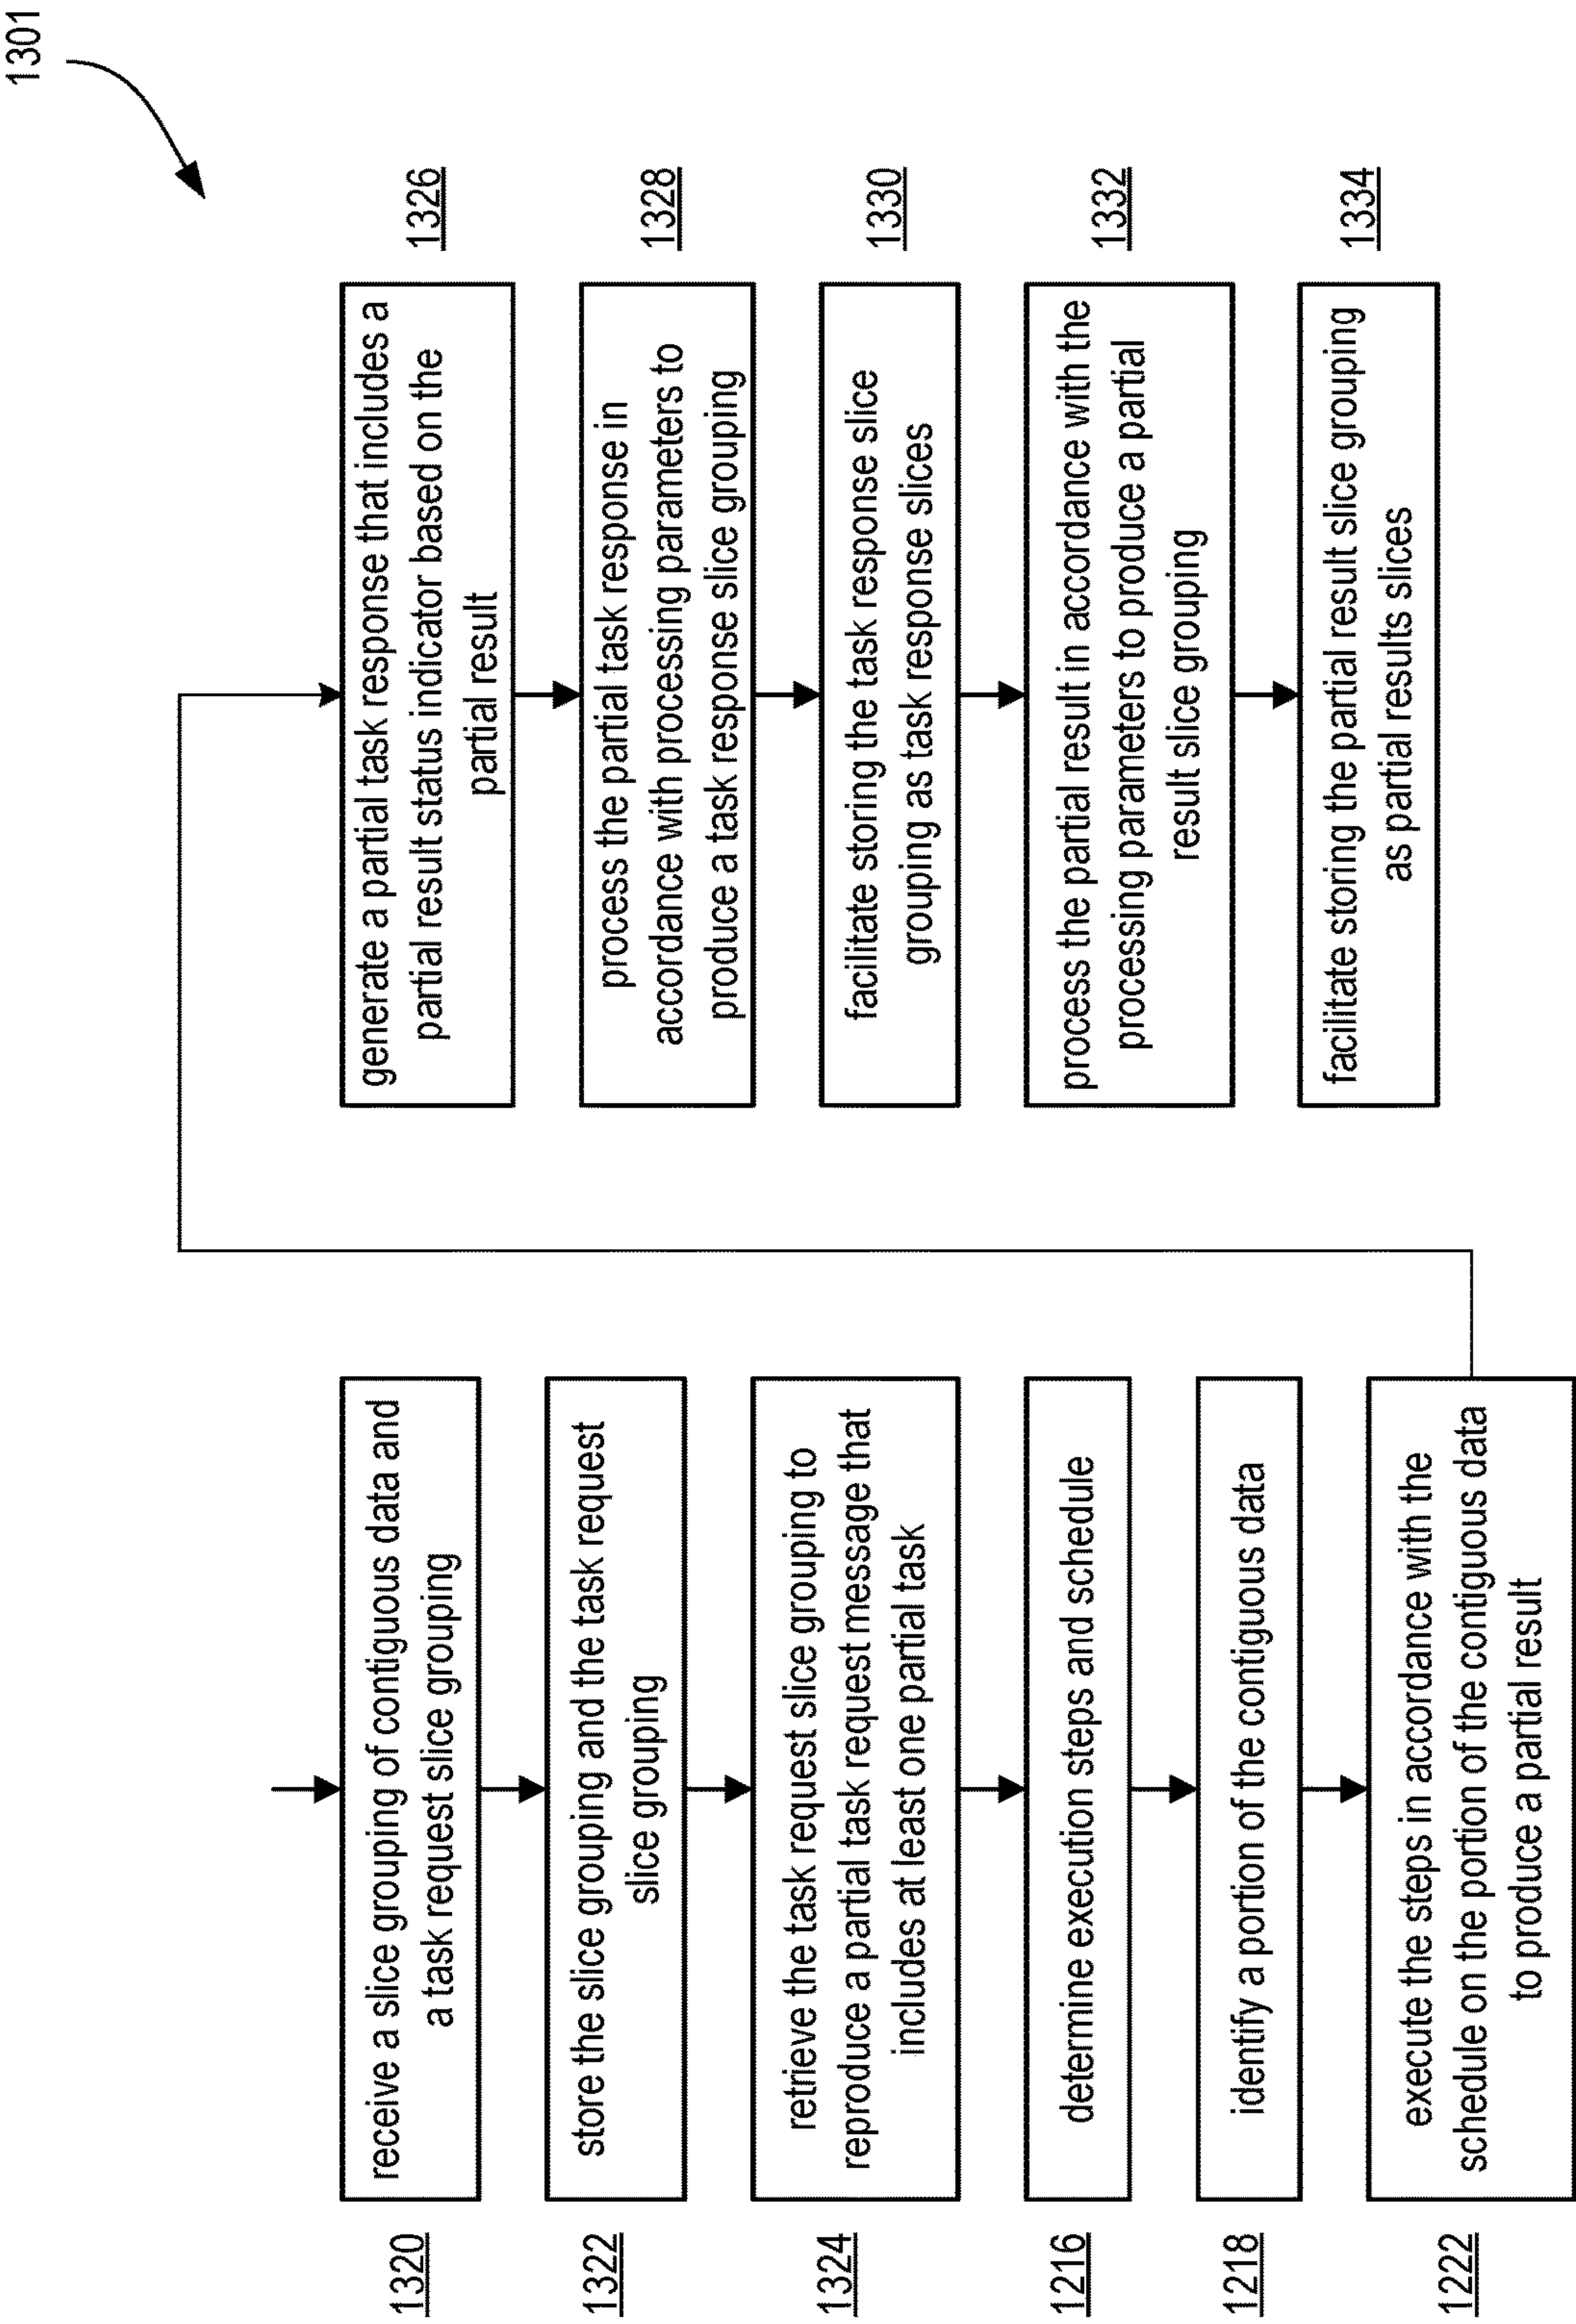 1301
1320
receive a slice grouping of contiguous data and
a task request slice grouping
1322
store the slice grouping and the task request
slice grouping
1324
retrieve the task request slice grouping to
reproduce a partial task request message that
includes at least one partial task
1216
determine execution steps and schedule
1218
identify a portion of the contiguous data
1222
execute the steps in accordance with the
schedule on the portion of the contiguous data
to produce a partial result
generate a partial task response that includes a
partial result status indicator based on the
partial result
1326
process the partial task response in
accordance with processing parameters to
produce a task response slice grouping
1328
facilitate storing the task response slice
grouping as task response slices
1330
process the partial result in accordance with the
processing parameters to produce a partial
result slice grouping
1332
facilitate storing the partial result slice grouping
as partial results slices
1334